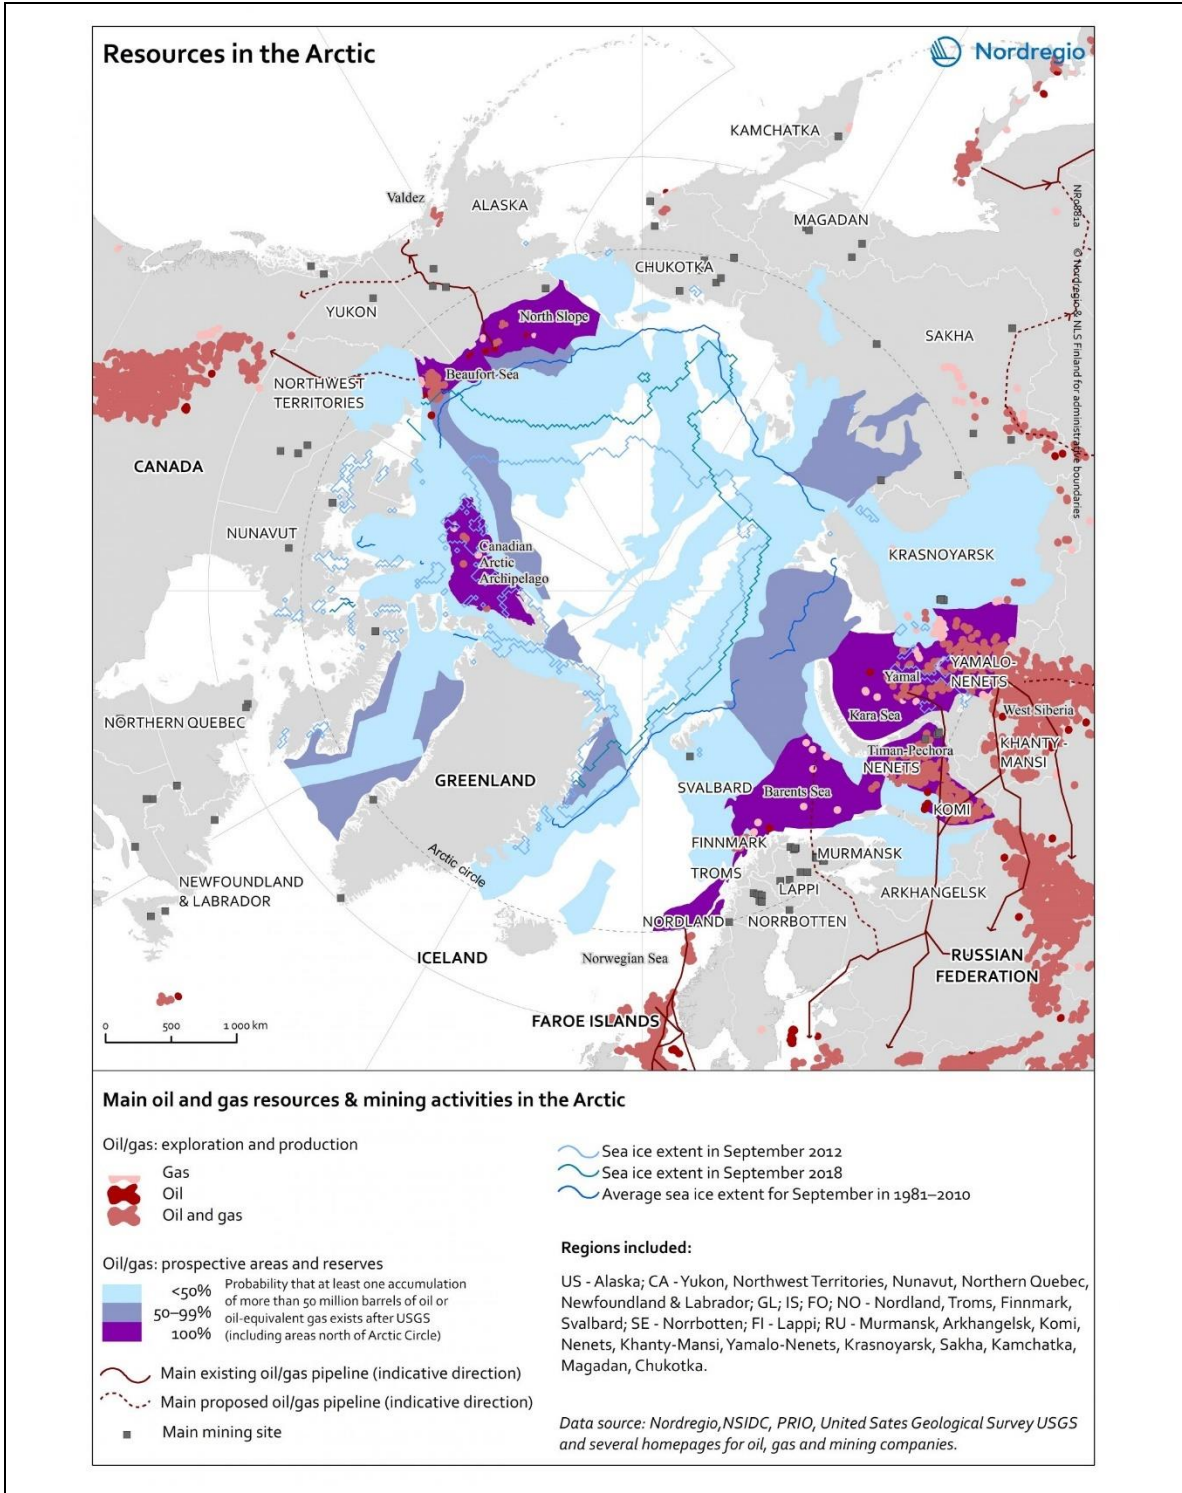 Resources in the Arctic
Nordregio
KAMCHATKA
Valdez
ALASKA
MAGADAN
CHUKOTKA
YUKON
North Slope
SAKHA
Beaufort Sea
NORTHWEST
TERRITORIES
CANADA
NUNAVUT
Canadian
Arctic
Archipelago
KRASNOYARSK
YAMALO-
NENETS
Yamal
Kara Sea
West Siberia
NORTHERN QUEBEC
Timan-Pechora
NENETS
KHANTY-
MANSI
GREENLAND
SVALBARD
Barents Sea
KOMI
FINNMARK
MURMANSK
Arctic circle
TROMS
LAPPI
ARKHANGELSK
NEWFOUNDLAND
& LABRADOR
NORDLAND
NORRBOTTEN
ICELAND
Norwegian Sea
RUSSIAN
FEDERATION
FAROE ISLANDS
0 500 1 000 km
NR0881a © Nordregio & NLS Finland for administrative boundaries
Main oil and gas resources & mining activities in the Arctic
Oil/gas: exploration and production
Gas
Oil
Oil and gas
Oil/gas: prospective areas and reserves
<50%
50–99%
100%
Probability that at least one accumulation
of more than 50 million barrels of oil or
oil-equivalent gas exists after USGS
(including areas north of Arctic Circle)
Main existing oil/gas pipeline (indicative direction)
Main proposed oil/gas pipeline (indicative direction)
Main mining site
Sea ice extent in September 2012
Sea ice extent in September 2018
Average sea ice extent for September in 1981–2010
Regions included:
US - Alaska; CA - Yukon, Northwest Territories, Nunavut, Northern Quebec,
Newfoundland & Labrador; GL; IS; FO; NO - Nordland, Troms, Finnmark,
Svalbard; SE - Norrbotten; FI - Lappi; RU - Murmansk, Arkhangelsk, Komi,
Nenets, Khanty-Mansi, Yamalo-Nenets, Krasnoyarsk, Sakha, Kamchatka,
Magadan, Chukotka.
Data source: Nordregio,NSIDC, PRIO, United Sates Geological Survey USGS
and several homepages for oil, gas and mining companies.